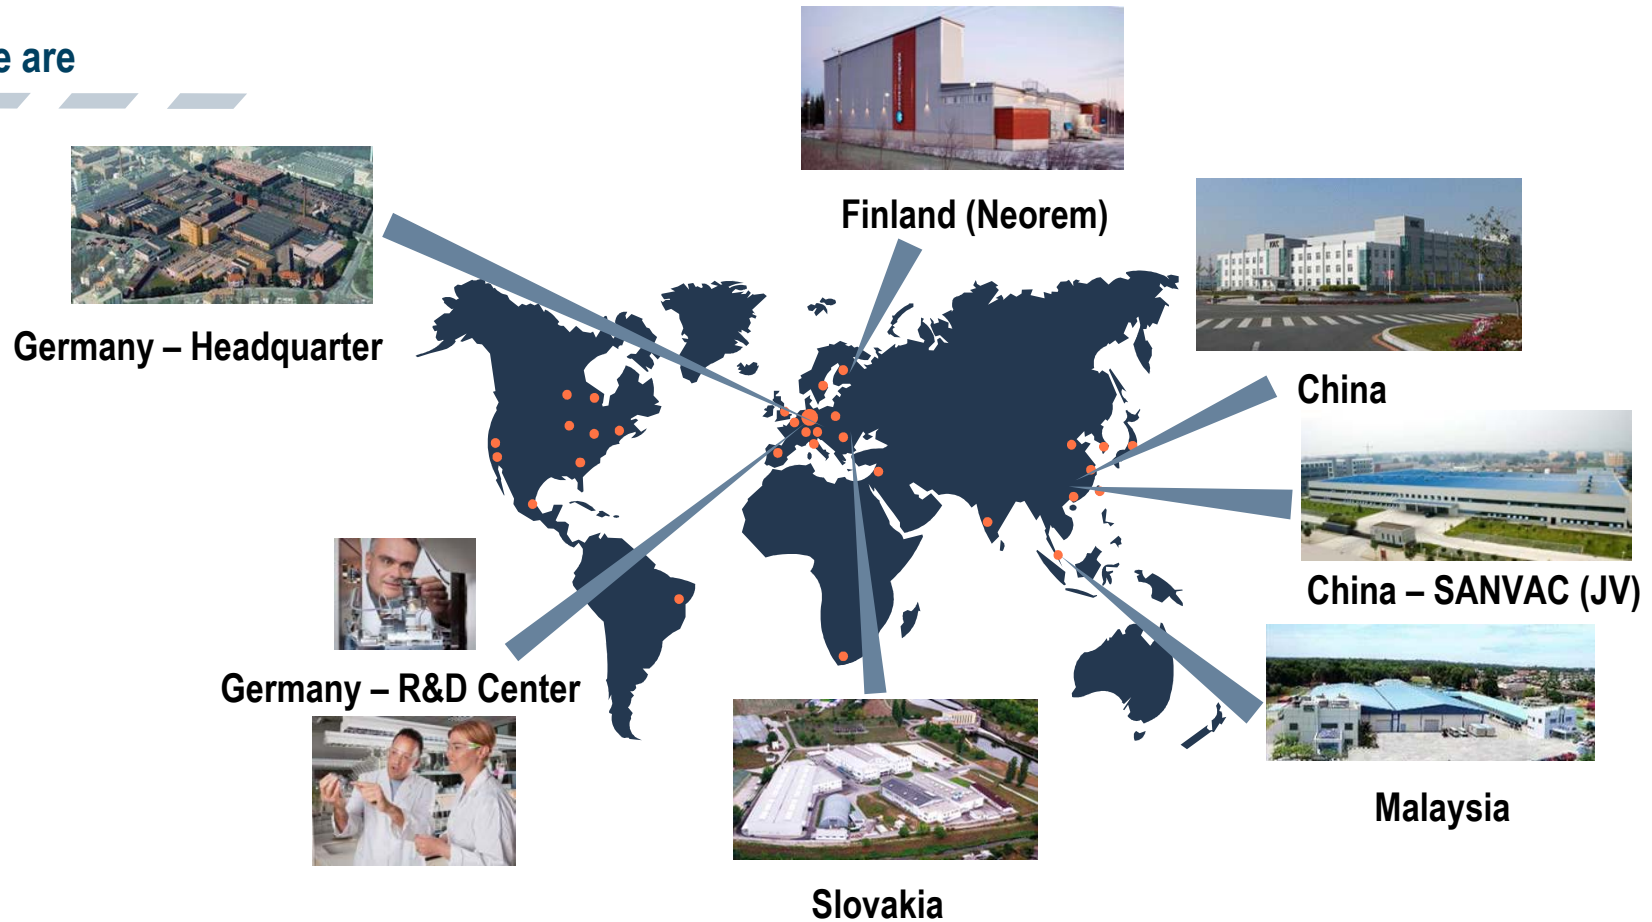 e are
Finland (Neorem)
Germany – Headquarter
China
China – SANVAC (JV)
Germany – R&D Center
Malaysia
Slovakia